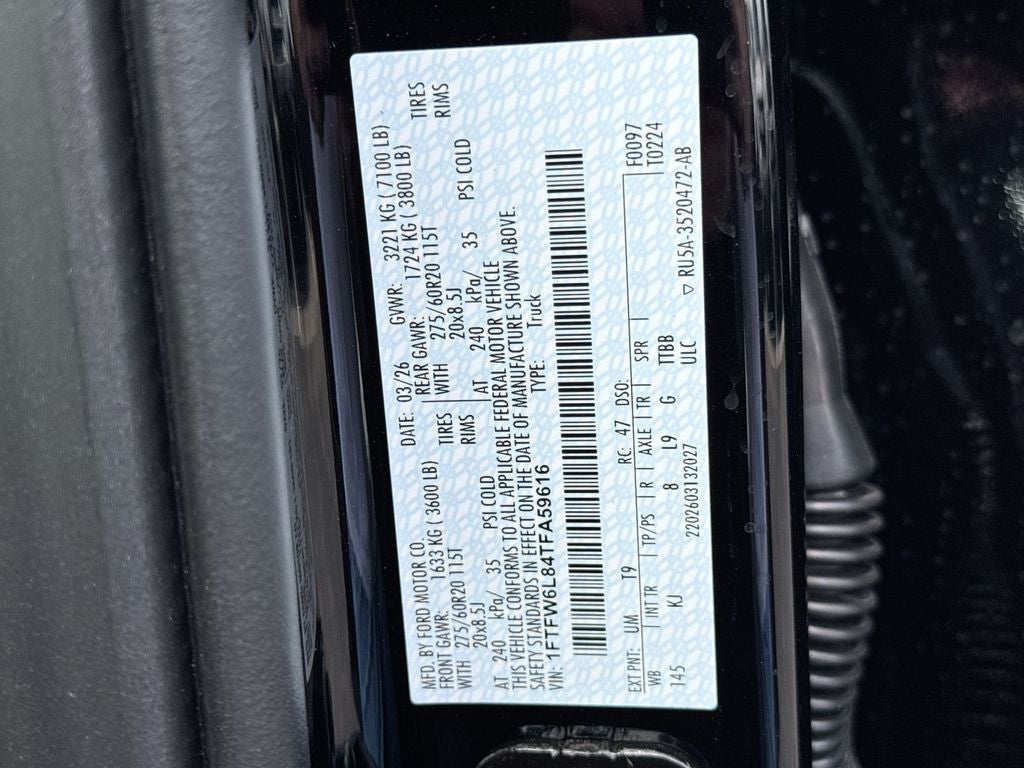 MFD. BY FORD MOTOR CO.
DATE: 03/26 GVWR: 3221 KG ( 7100 LB)
FRONT GAWR: 1633 KG ( 3600 LB)
REAR GAWR: 1724 KG ( 3800 LB)
WITH 275/60R20 115T TIRES
WITH 275/60R20 115T TIRES
20x8.5J RIMS
20x8.5J RIMS
AT 240 kPa/ 35 PSI COLD
AT 240 kPa/ 35 PSI COLD
THIS VEHICLE CONFORMS TO ALL APPLICABLE FEDERAL MOTOR VEHICLE
SAFETY STANDARDS IN EFFECT ON THE DATE OF MANUFACTURE SHOWN ABOVE.
VIN: 1FTFW6L84TFA59616 TYPE: Truck
F0097
EXT PNT: UM T9 RC: 47 DSO: T0224
WB INT TR TP/PS R AXLE TR SPR
145 KJ 8 L9 G TTBB
2202603132027 ULC ▽ RU5A-3520472-AB